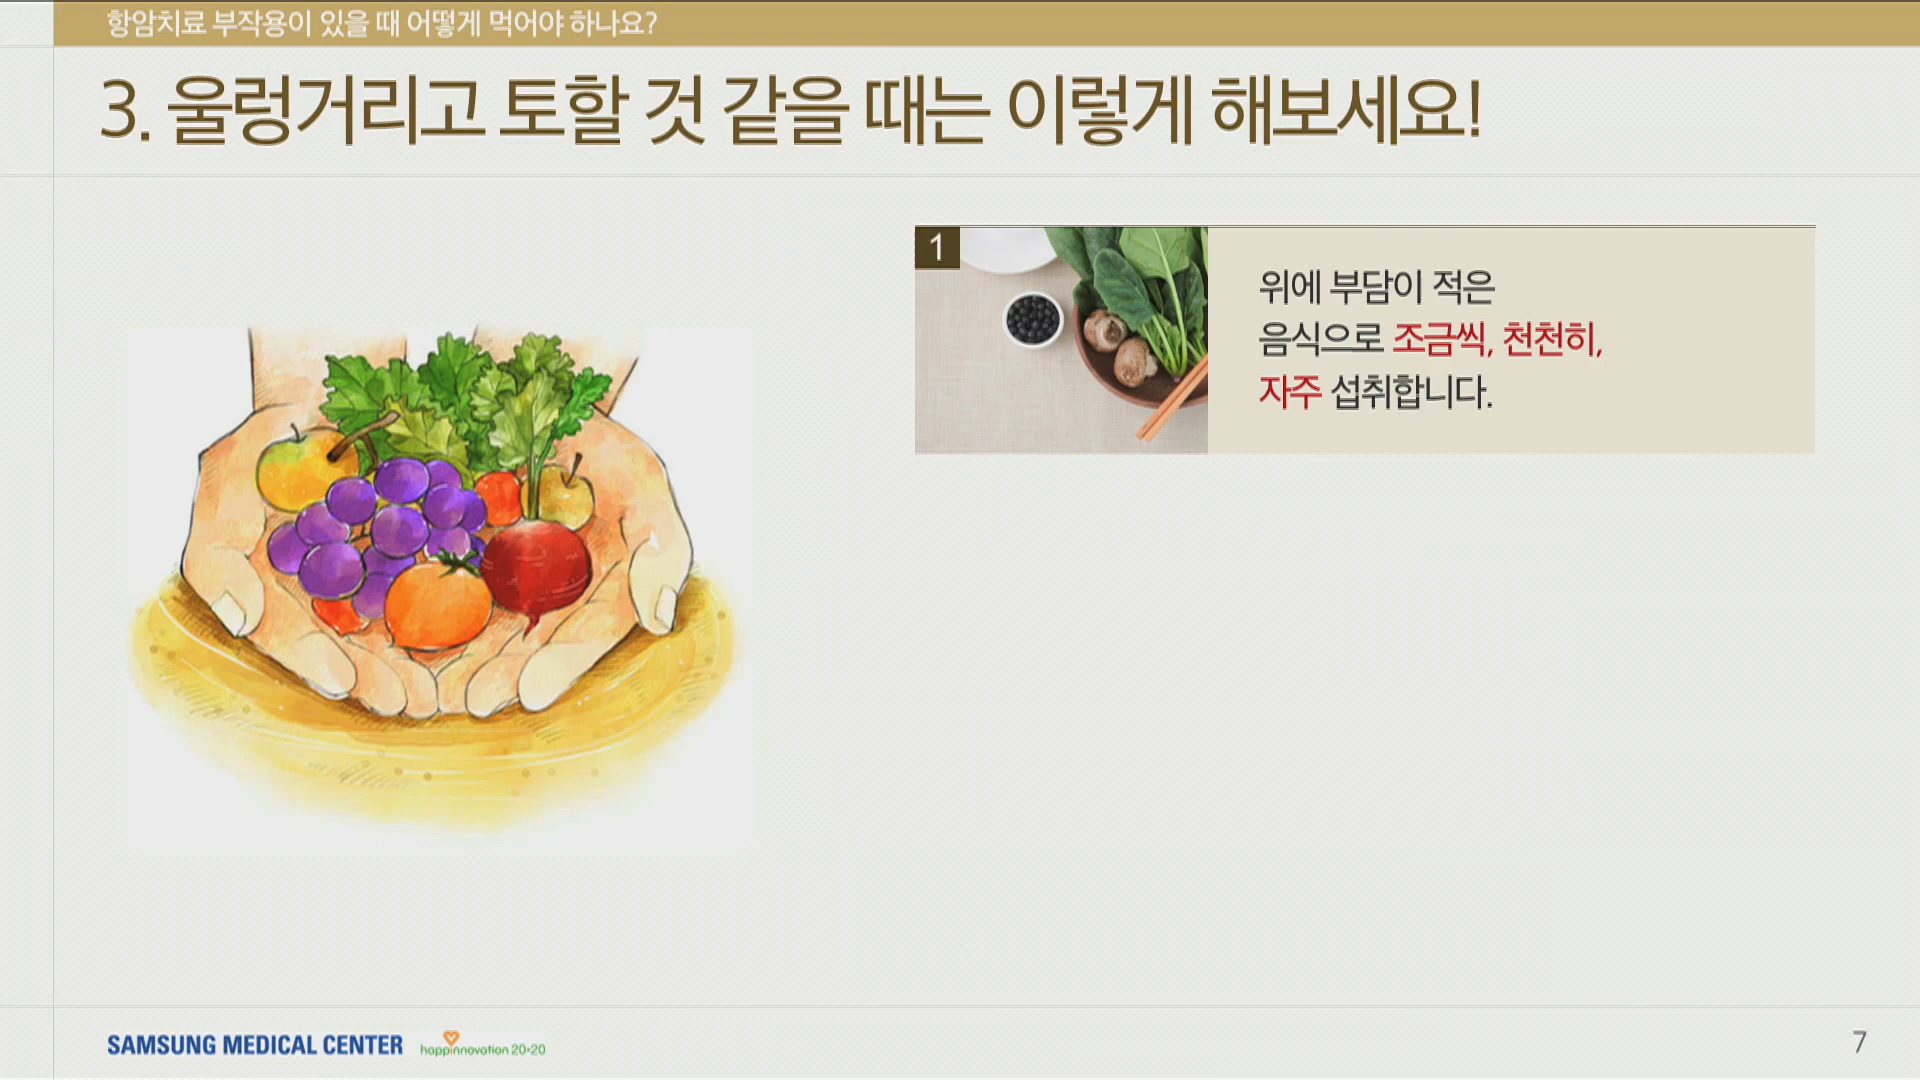 항암치료 부작용이 있을 때 어떻게 먹어야 하나요?
3. 울렁거리고 토할 것 같을 때는 이렇게 해보세요!
1
위에 부담이 적은
음식으로 조금씩, 천천히,
자주 섭취합니다.
SAMSUNG MEDICAL CENTER
happinnovation 20•20
7